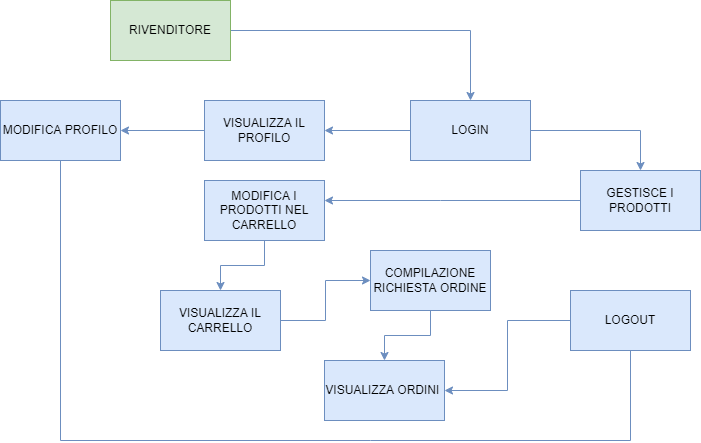 RIVENDITORE
MODIFICA PROFILO
VISUALIZZA IL
PROFILO
LOGIN
MODIFICA I
PRODOTTI NEL
CARRELLO
GESTISCE I
PRODOTTI
COMPILAZIONE
RICHIESTA ORDINE
VISUALIZZA IL
CARRELLO
LOGOUT
VISUALIZZA ORDINI